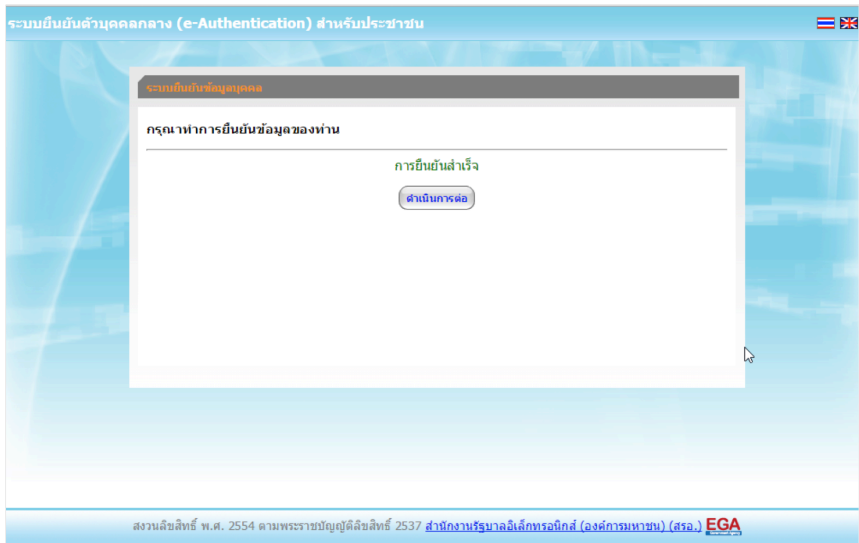 ระบบยืนยันตัวบุคคลกลาง (e-Authentication) สำหรับประชาชน
ระบบยืนยันข้อมูลบุคคล
กรุณาทำการยืนยันข้อมูลของท่าน
การยืนยันสำเร็จ
ดำเนินการต่อ
สงวนลิขสิทธิ์ พ.ศ. 2554 ตามพระราชบัญญัติลิขสิทธิ์ 2537 สำนักงานรัฐบาลอิเล็กทรอนิกส์ (องค์การมหาชน) (สรอ.) EGA